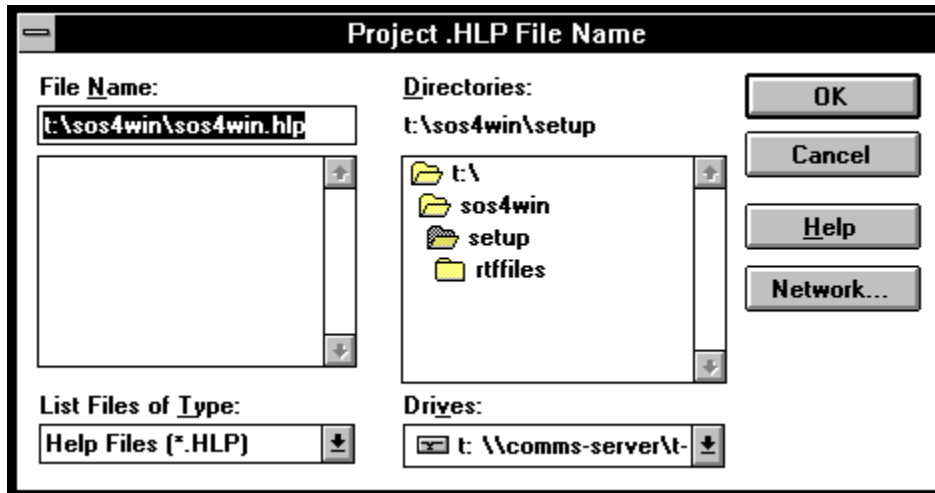 Project .HLP File Name
File Name:
t:\sos4win\sos4win.hlp
Directories:
t:\sos4win\setup
t:\
sos4win
setup
rtffiles
OK
Cancel
Help
Network...
List Files of Type:
Help Files (*.HLP)
Drives:
t: \\comms-server\t-